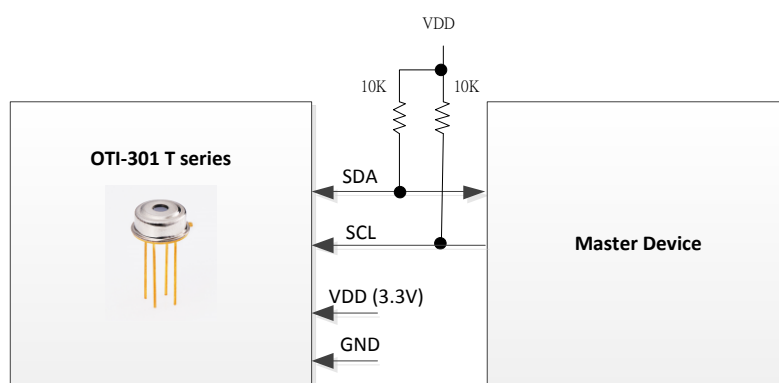 VDD
10K
10K
OTI-301 T series
SDA
SCL
Master Device
VDD (3.3V)
GND